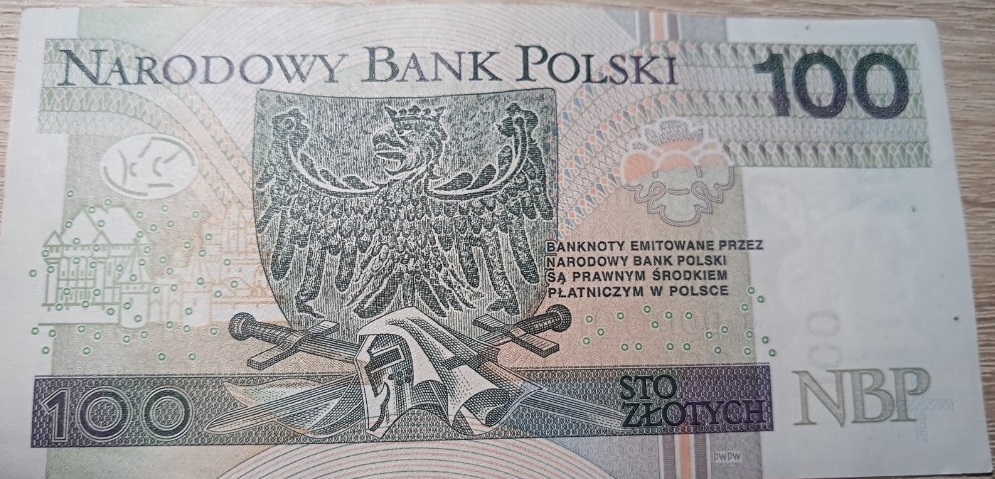 NARODOWY BANK POLSKI
100
BANKNOTY EMITOWANE PRZEZ
NARODOWY BANK POLSKI
SĄ PRAWNYM ŚRODKIEM
PŁATNICZYM W POLSCE
100
STO
ZŁOTYCH
NBP
PWPW